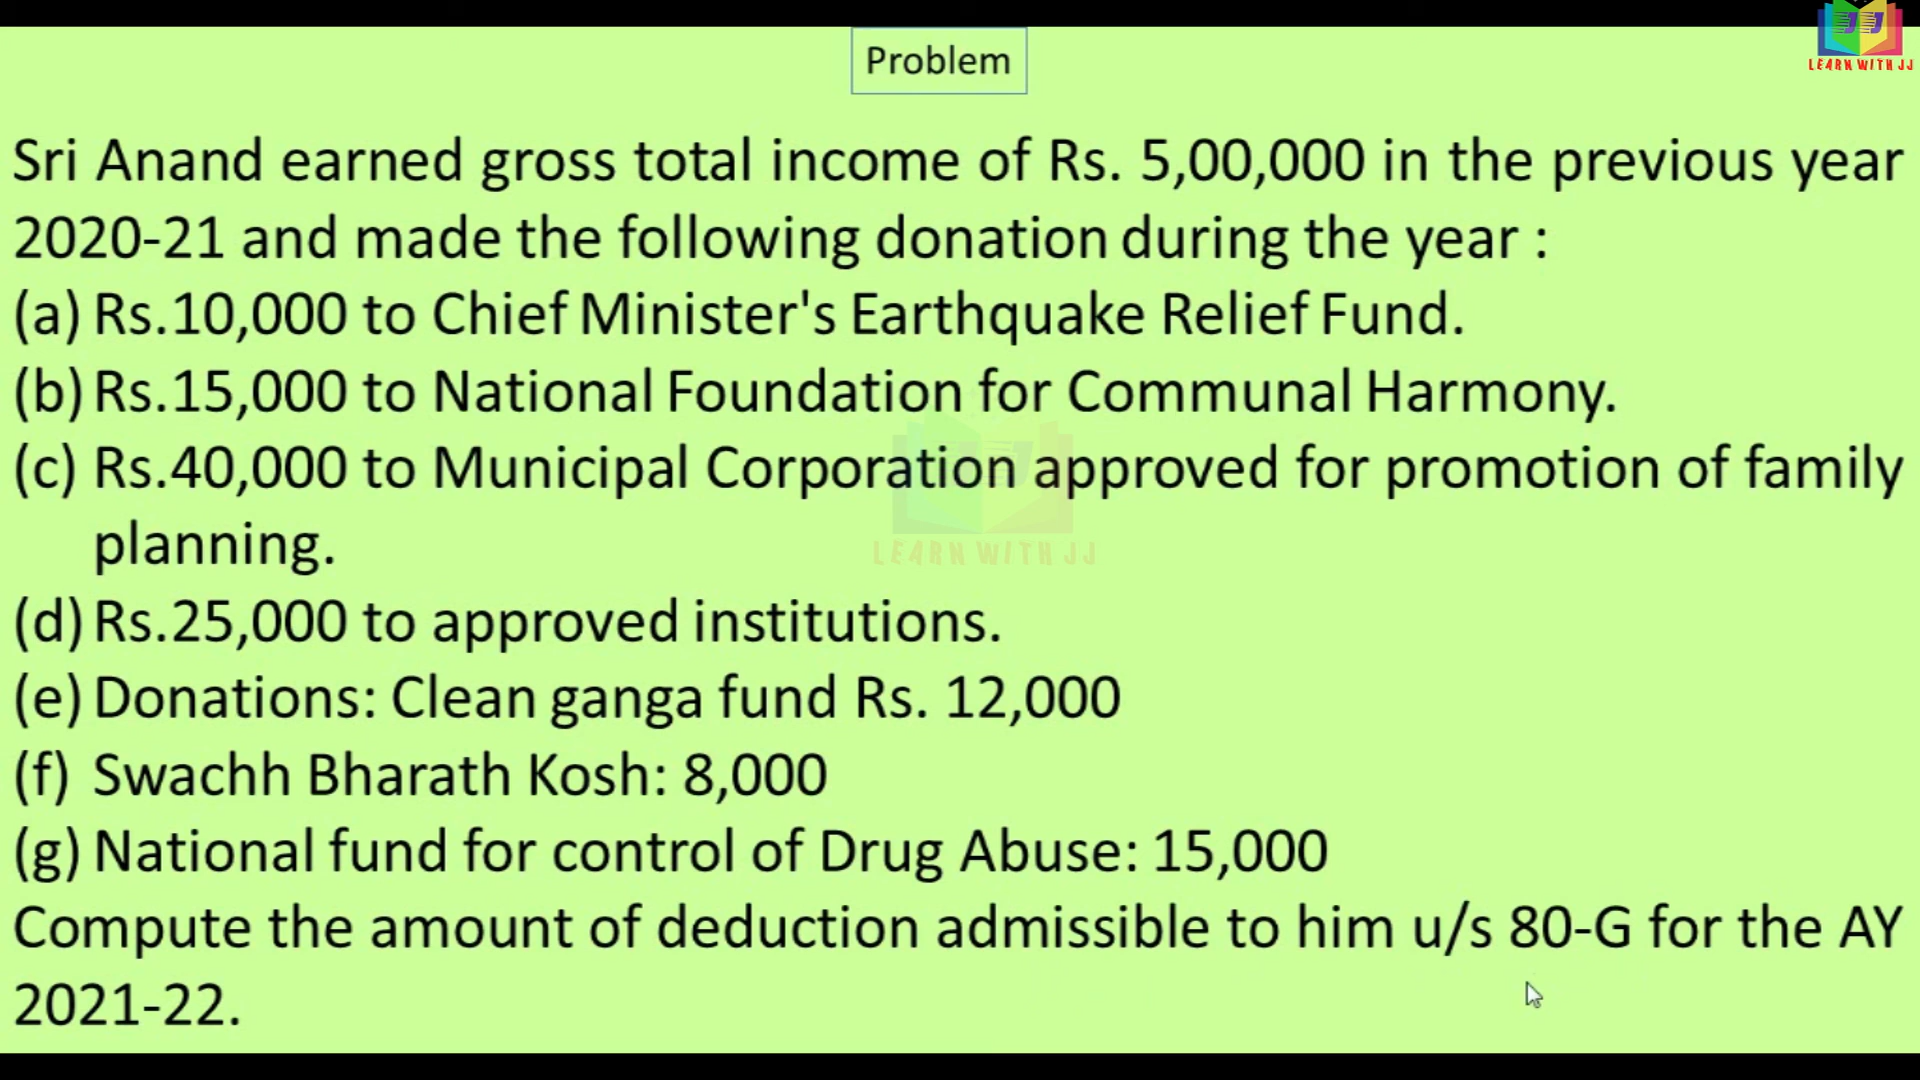 Problem
LEARN WITH JJ
Sri Anand earned gross total income of Rs. 5,00,000 in the previous year
2020-21 and made the following donation during the year :
(a) Rs.10,000 to Chief Minister's Earthquake Relief Fund.
(b) Rs.15,000 to National Foundation for Communal Harmony.
(c) Rs.40,000 to Municipal Corporation approved for promotion of family
planning.
LEARN WITH JJ
(d) Rs.25,000 to approved institutions.
(e) Donations: Clean ganga fund Rs. 12,000
(f) Swachh Bharath Kosh: 8,000
(g) National fund for control of Drug Abuse: 15,000
Compute the amount of deduction admissible to him u/s 80-G for the AY
2021-22.